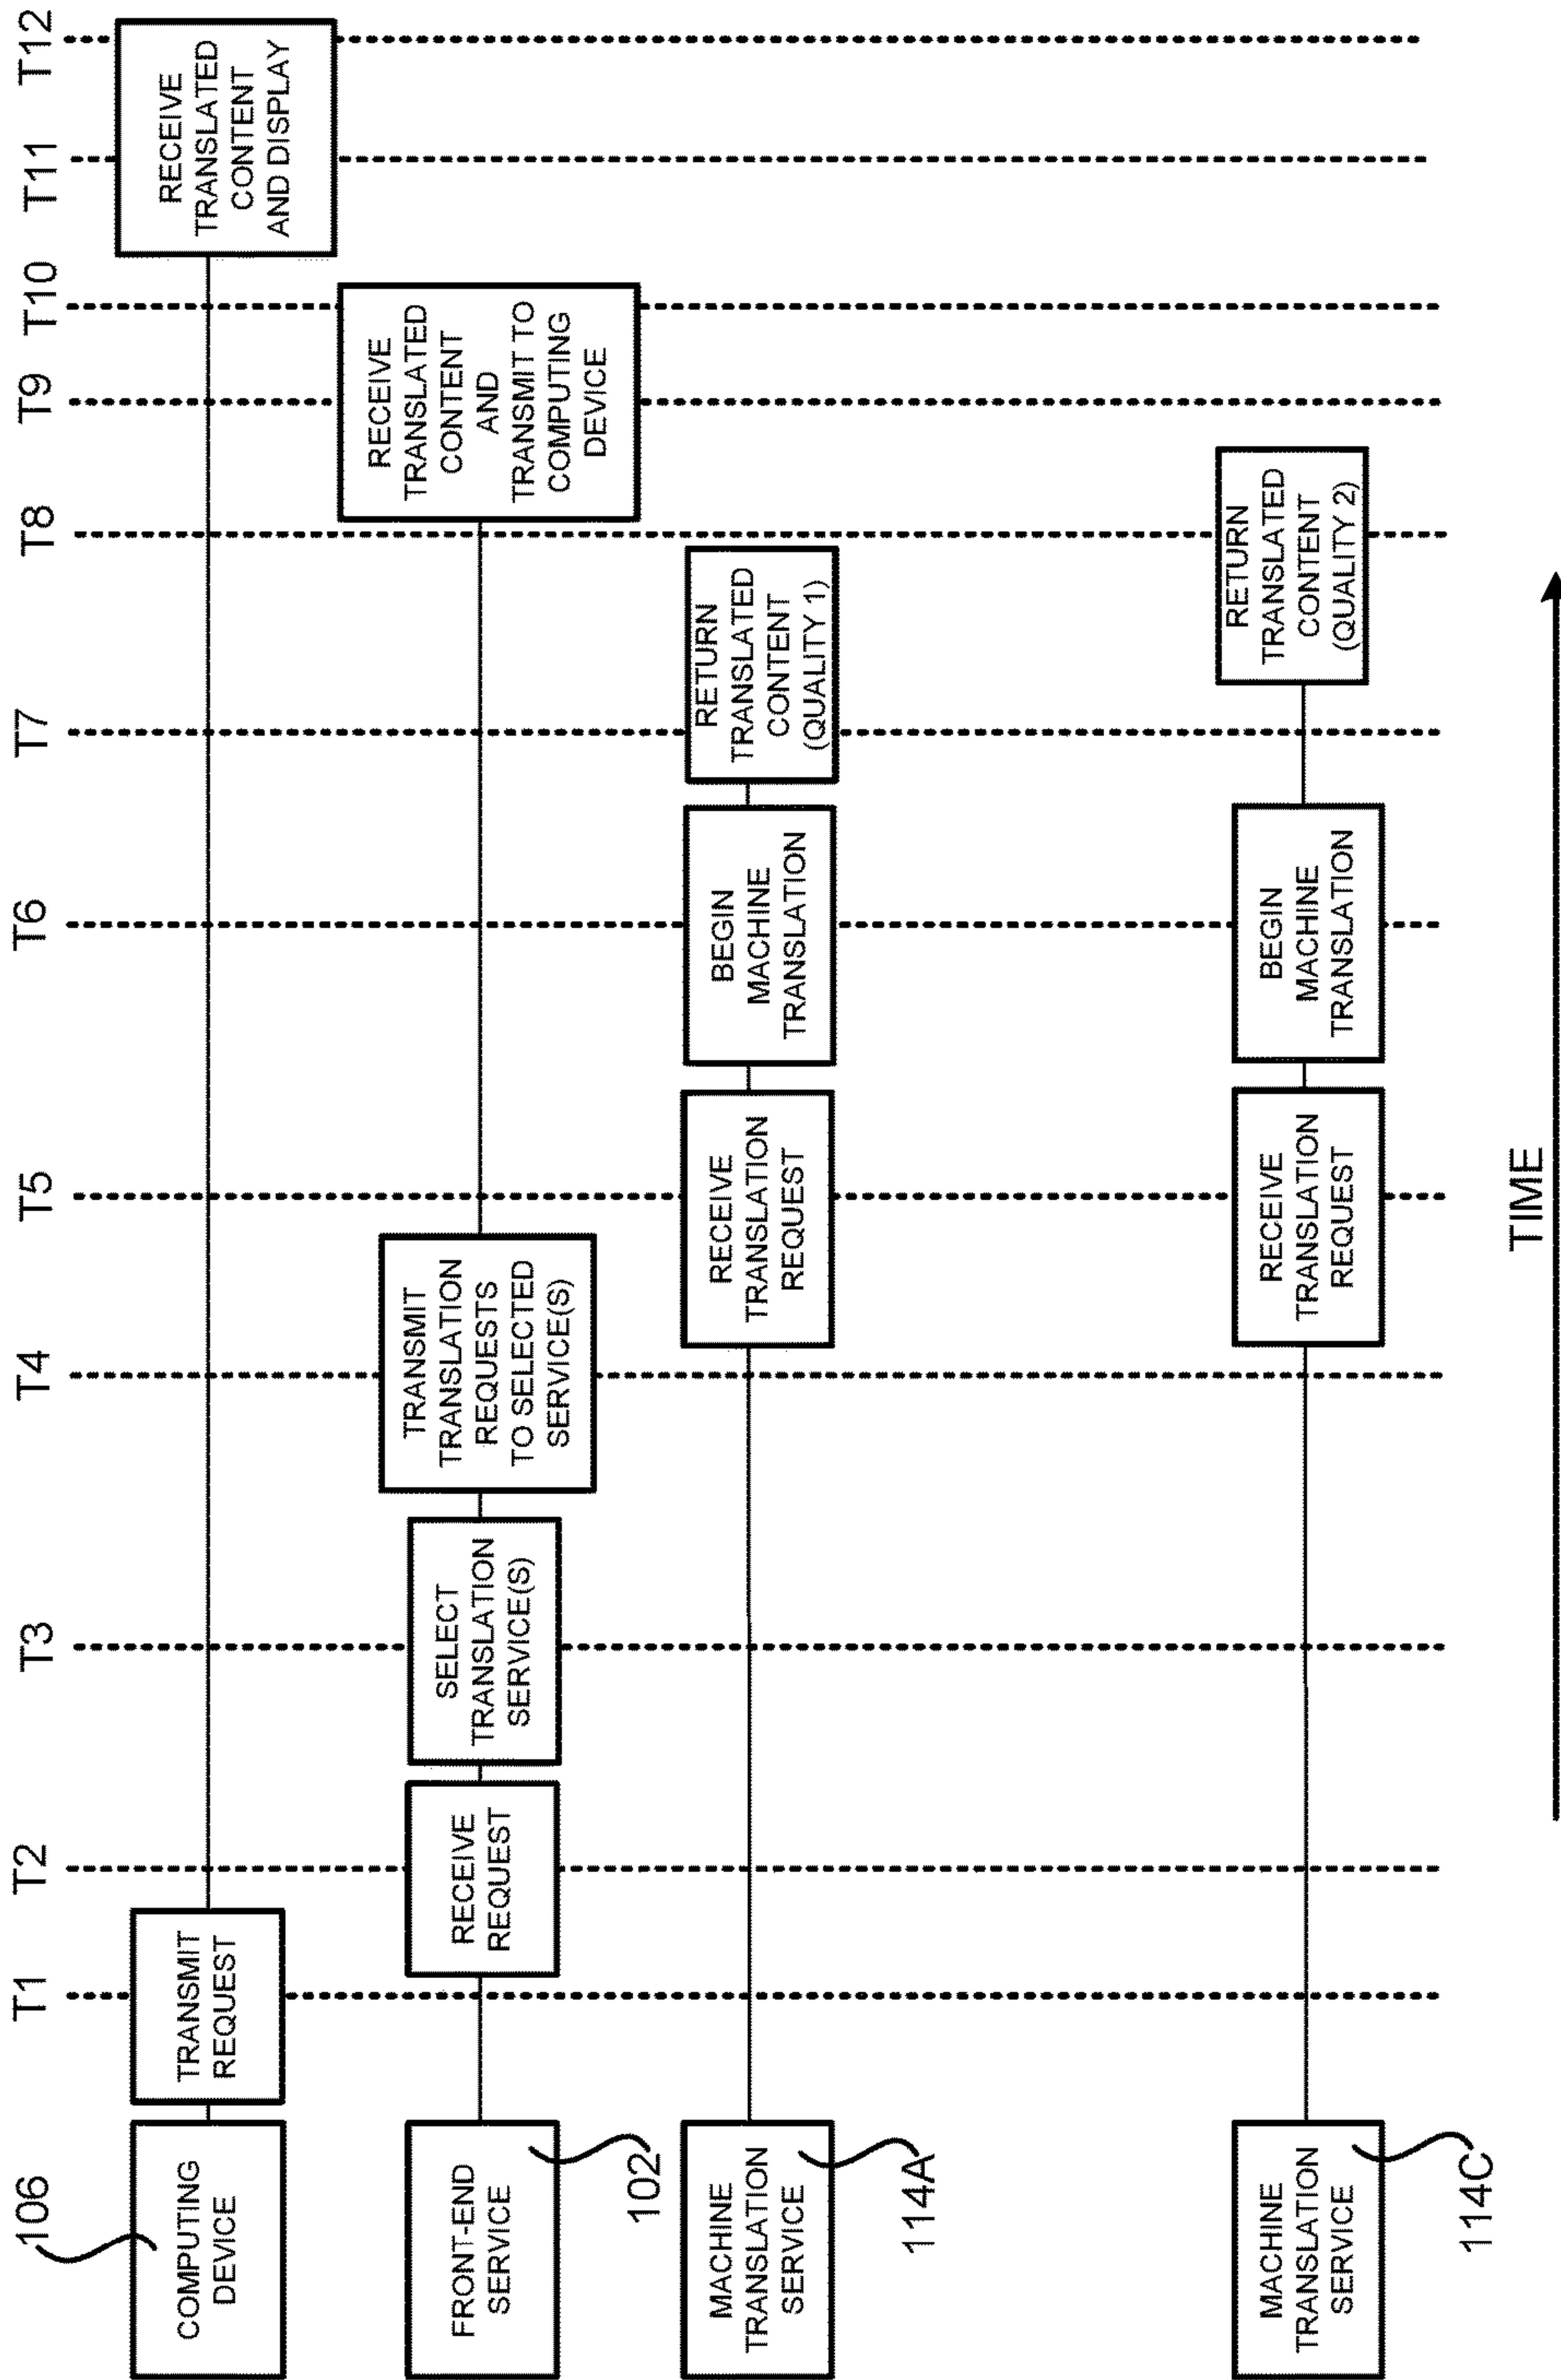 T1
T2
T3
T4
T5
T6
T7
T8
T9
T10
T11
T12
106
COMPUTING
DEVICE
TRANSMIT
REQUEST
RECEIVE
TRANSLATED
CONTENT
AND DISPLAY
FRONT-END
SERVICE
102
RECEIVE
REQUEST
SELECT
TRANSLATION
SERVICE(S)
TRANSMIT
TRANSLATION
REQUESTS
TO SELECTED
SERVICE(S)
RECEIVE
TRANSLATED
CONTENT
AND
TRANSMIT TO
COMPUTING
DEVICE
MACHINE
TRANSLATION
SERVICE
114A
RECEIVE
TRANSLATION
REQUEST
BEGIN
MACHINE
TRANSLATION
RETURN
TRANSLATED
CONTENT
(QUALITY 1)
MACHINE
TRANSLATION
SERVICE
114C
RECEIVE
TRANSLATION
REQUEST
BEGIN
MACHINE
TRANSLATION
RETURN
TRANSLATED
CONTENT
(QUALITY 2)
TIME